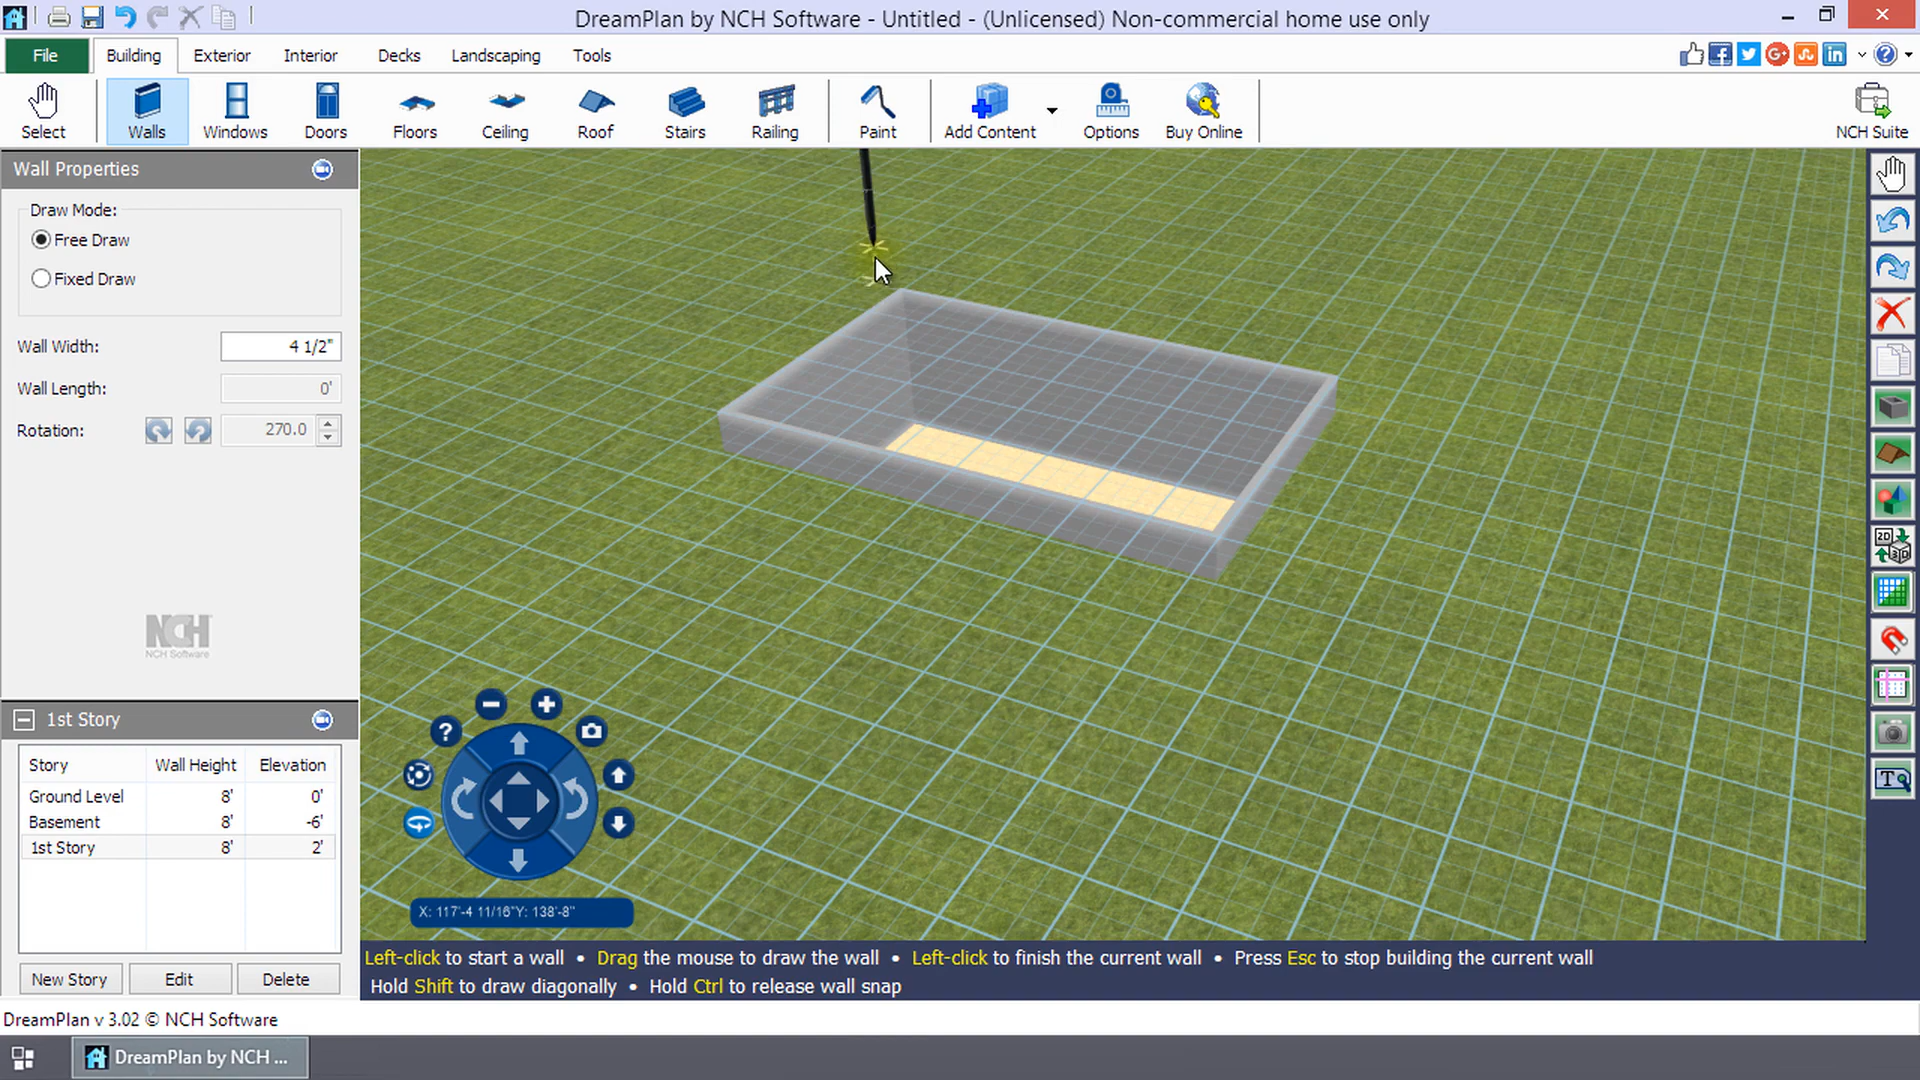 DreamPlan by NCH Software - Untitled - (Unlicensed) Non-commercial home use only
File Building Exterior Interior Decks Landscaping Tools
Select Walls Windows Doors Floors Ceiling Roof Stairs Railing Paint Add Content Options Buy Online NCH Suite
Wall Properties
Draw Mode:
Free Draw
Fixed Draw
Wall Width: 4 1/2"
Wall Length: 0'
Rotation: 270.0
NCH
NCH Software
1st Story
Story Wall Height Elevation
Ground Level 8' 0'
Basement 8' -6'
1st Story 8' 2'
New Story Edit Delete
X: 117'-4 11/16"Y: 138'-8"
2D
3D
T
Left-click to start a wall • Drag the mouse to draw the wall • Left-click to finish the current wall • Press Esc to stop building the current wall
Hold Shift to draw diagonally • Hold Ctrl to release wall snap
DreamPlan v 3.02 © NCH Software
DreamPlan by NCH ...